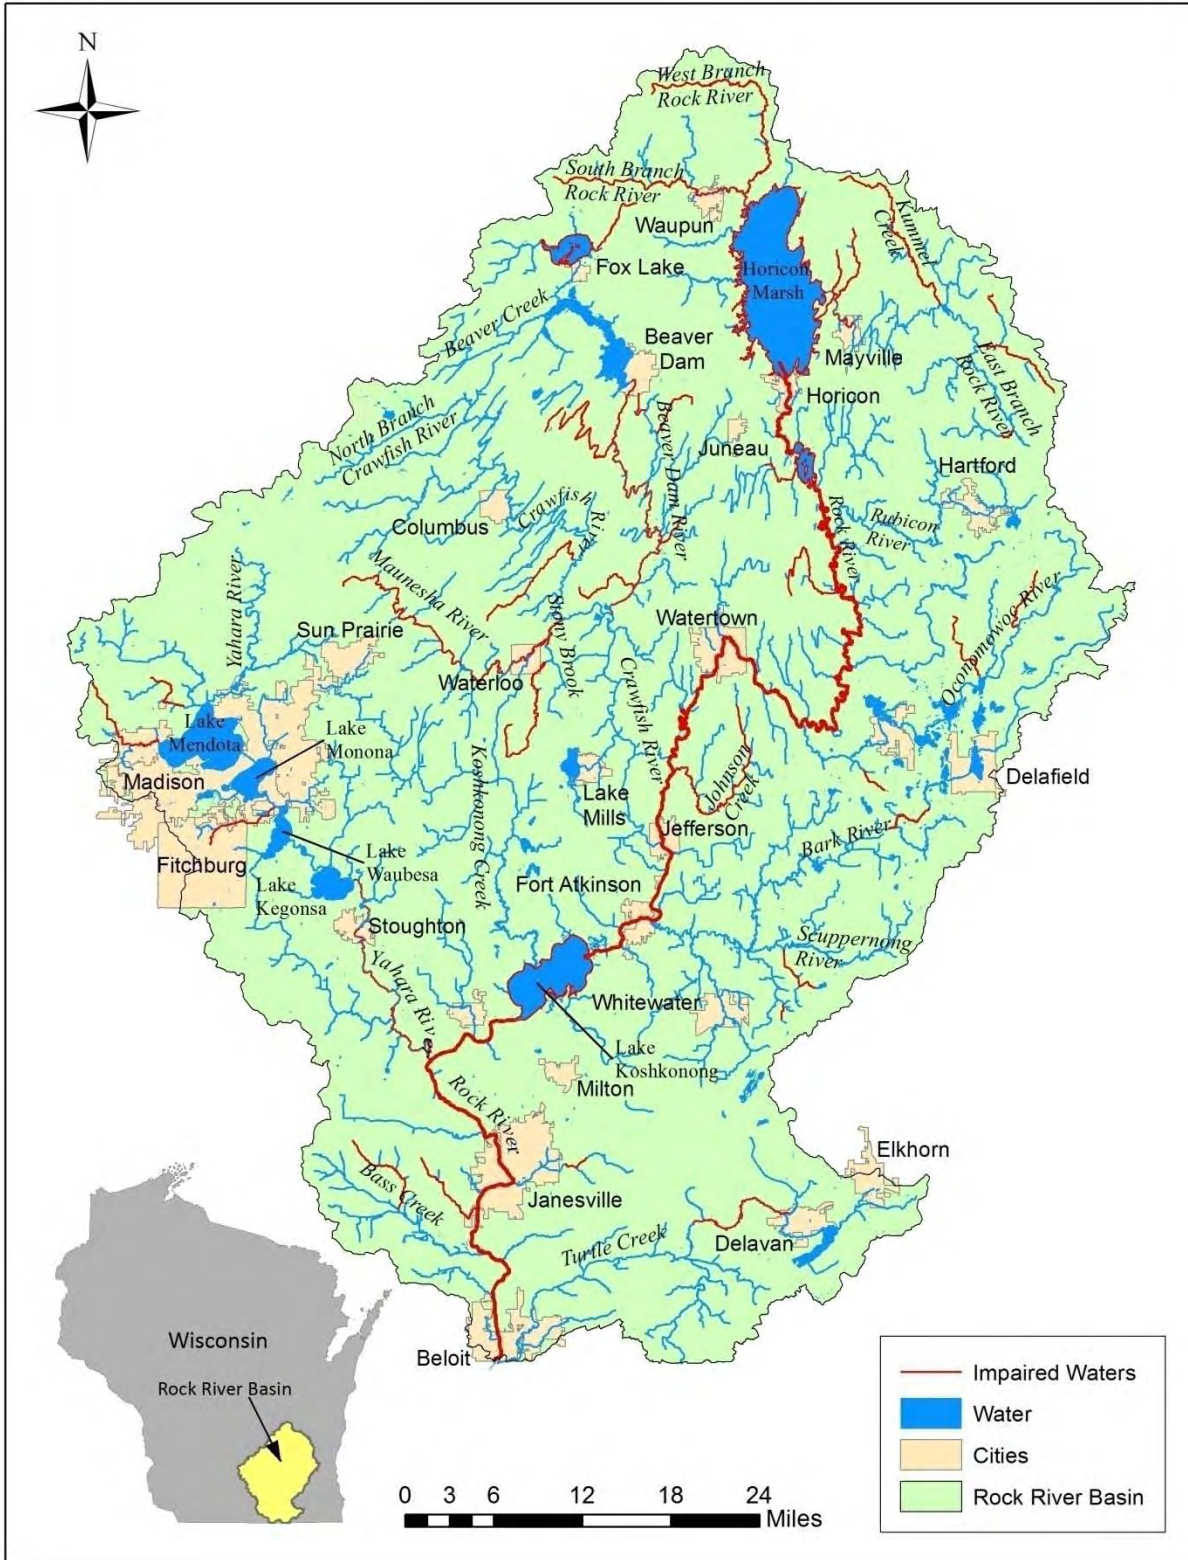 N
West Branch
Rock River
South Branch
Rock River
Waupun
Kummel
Creek
Fox Lake
Horicon
Marsh
Beaver Creek
Beaver
Dam
Mayville
East Branch
Rock River
Horicon
North Branch
Crawfish River
Beaver Dam River
Juneau
Hartford
Columbus
Crawfish
River
Rock River
Rubicon
River
Maunesha River
Yahara River
Stony Brook
Oconomowoc River
Sun Prairie
Watertown
Waterloo
Crawfish River
Lake
Mendota
Lake
Monona
Koshkonong Creek
Madison
Lake
Mills
Johnson
Creek
Delafield
Jefferson
Bark River
Fitchburg
Lake
Waubesa
Lake
Kegonsa
Fort Atkinson
Stoughton
Scuppernong
River
Yahara River
Whitewater
Lake
Koshkonong
Milton
Rock River
Elkhorn
Bass Creek
Janesville
Turtle Creek
Delavan
Beloit
Wisconsin
Rock River Basin
Impaired Waters
Water
Cities
Rock River Basin
0 3 6 12 18 24
Miles